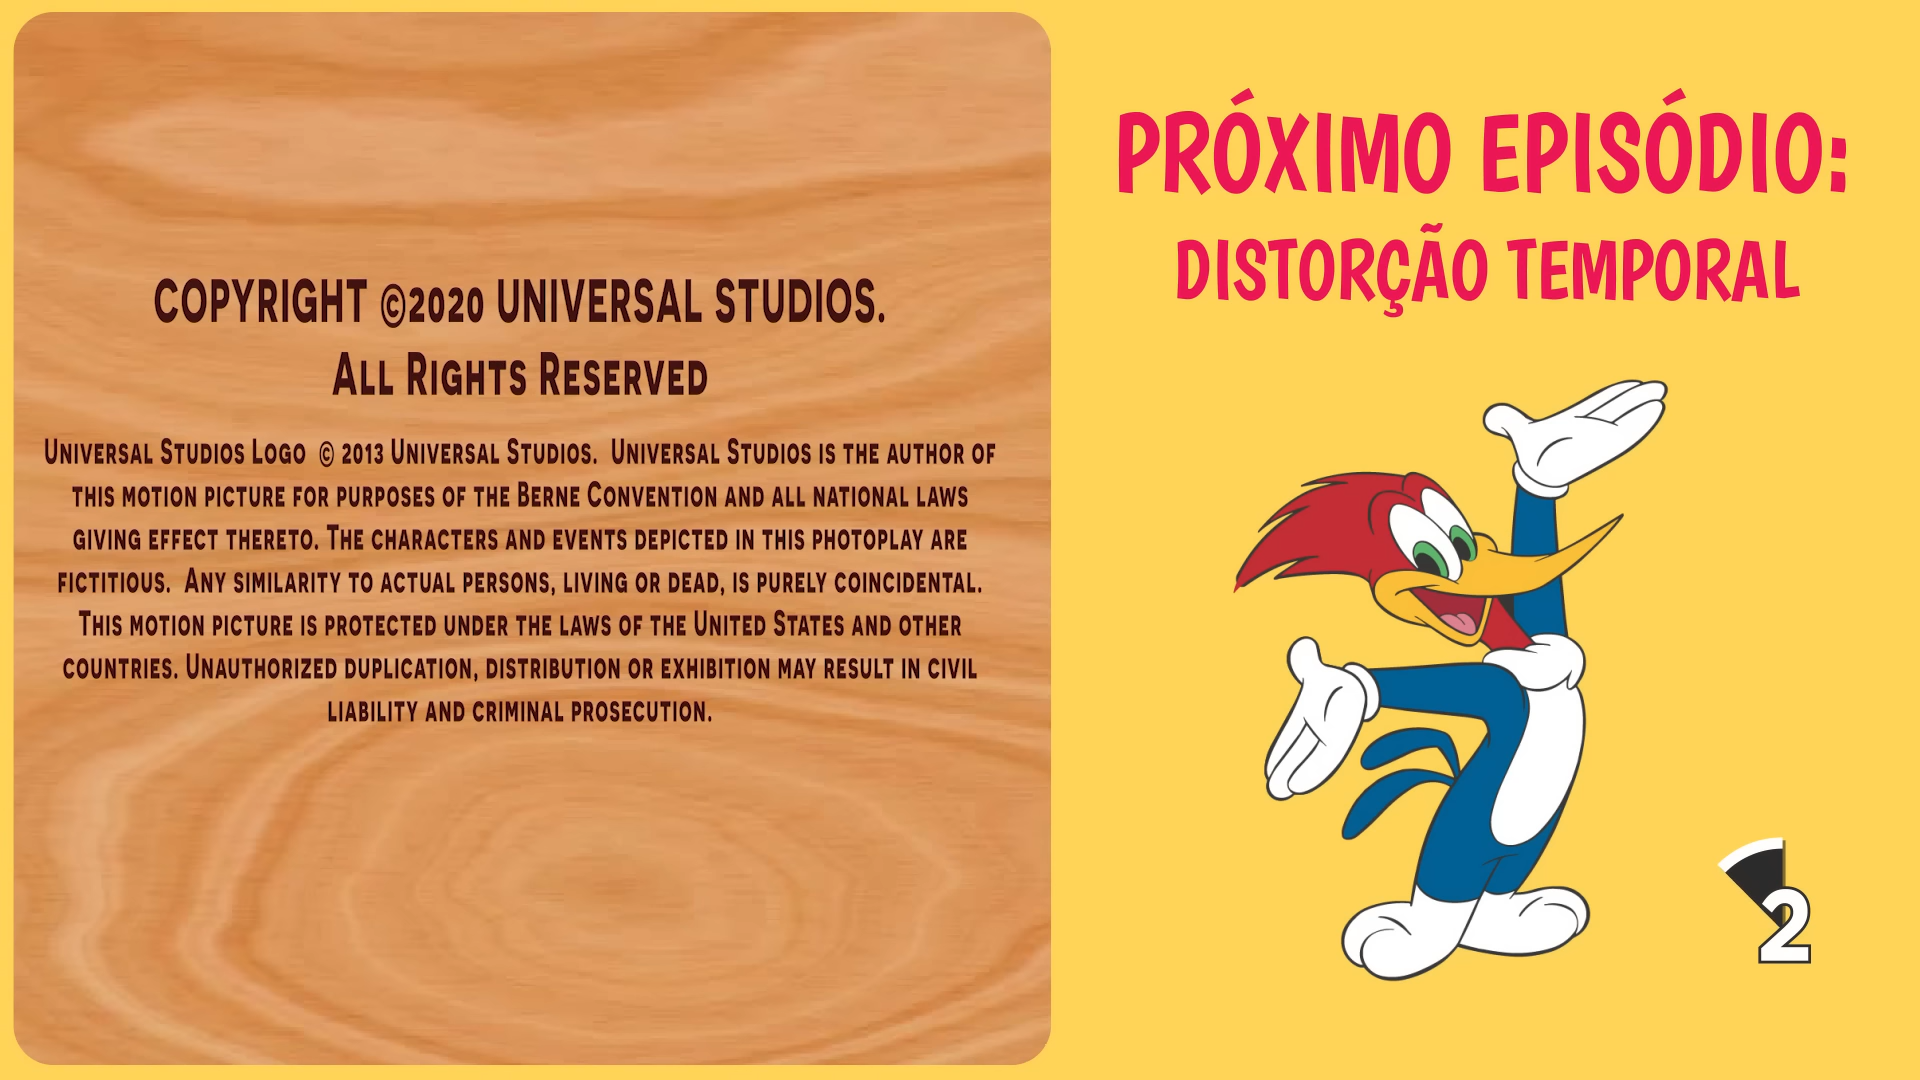 COPYRIGHT ©2020 UNIVERSAL STUDIOS.
ALL RIGHTS RESERVED
UNIVERSAL STUDIOS LOGO © 2013 UNIVERSAL STUDIOS. UNIVERSAL STUDIOS IS THE AUTHOR OF
THIS MOTION PICTURE FOR PURPOSES OF THE BERNE CONVENTION AND ALL NATIONAL LAWS
GIVING EFFECT THERETO. THE CHARACTERS AND EVENTS DEPICTED IN THIS PHOTOPLAY ARE
FICTITIOUS. ANY SIMILARITY TO ACTUAL PERSONS, LIVING OR DEAD, IS PURELY COINCIDENTAL.
THIS MOTION PICTURE IS PROTECTED UNDER THE LAWS OF THE UNITED STATES AND OTHER
COUNTRIES. UNAUTHORIZED DUPLICATION, DISTRIBUTION OR EXHIBITION MAY RESULT IN CIVIL
LIABILITY AND CRIMINAL PROSECUTION.
PRÓXIMO EPISÓDIO:
DISTORÇÃO TEMPORAL
2